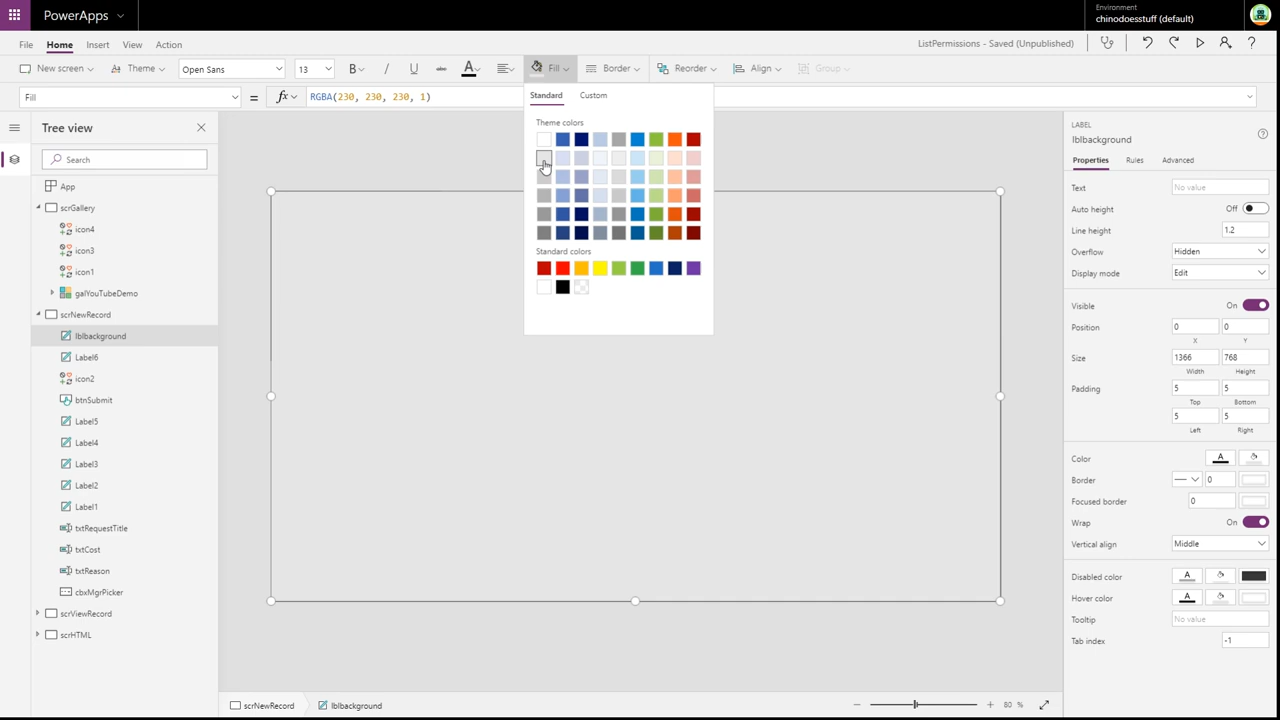 PowerApps
Environment
chinodoesstuff (default)
File Home Insert View Action
ListPermissions - Saved (Unpublished)
New screen Theme Open Sans 13 B / U abc A Fill Border Reorder Align Group
Fill = fx RGBA(230, 230, 230, 1)
Standard Custom
Theme colors
Standard colors
Tree view
Search
App
scrGallery
icon4
icon3
icon1
galYouTubeDemo
scrNewRecord
lblbackground
Label6
icon2
btnSubmit
Label5
Label4
Label3
Label2
Label1
txtRequestTitle
txtCost
txtReason
cbxMgrPicker
scrViewRecord
scrHTML
LABEL
lblbackground
Properties Rules Advanced
Text No value
Auto height Off
Line height 1.2
Overflow Hidden
Display mode Edit
Visible On
Position 0 0
X Y
Size 1366 768
Width Height
Padding 5 5
Top Bottom
5 5
Left Right
Color A
Border 0
Focused border 0
Wrap On
Vertical align Middle
Disabled color A
Hover color A
Tooltip No value
Tab index -1
scrNewRecord lblbackground
80 %